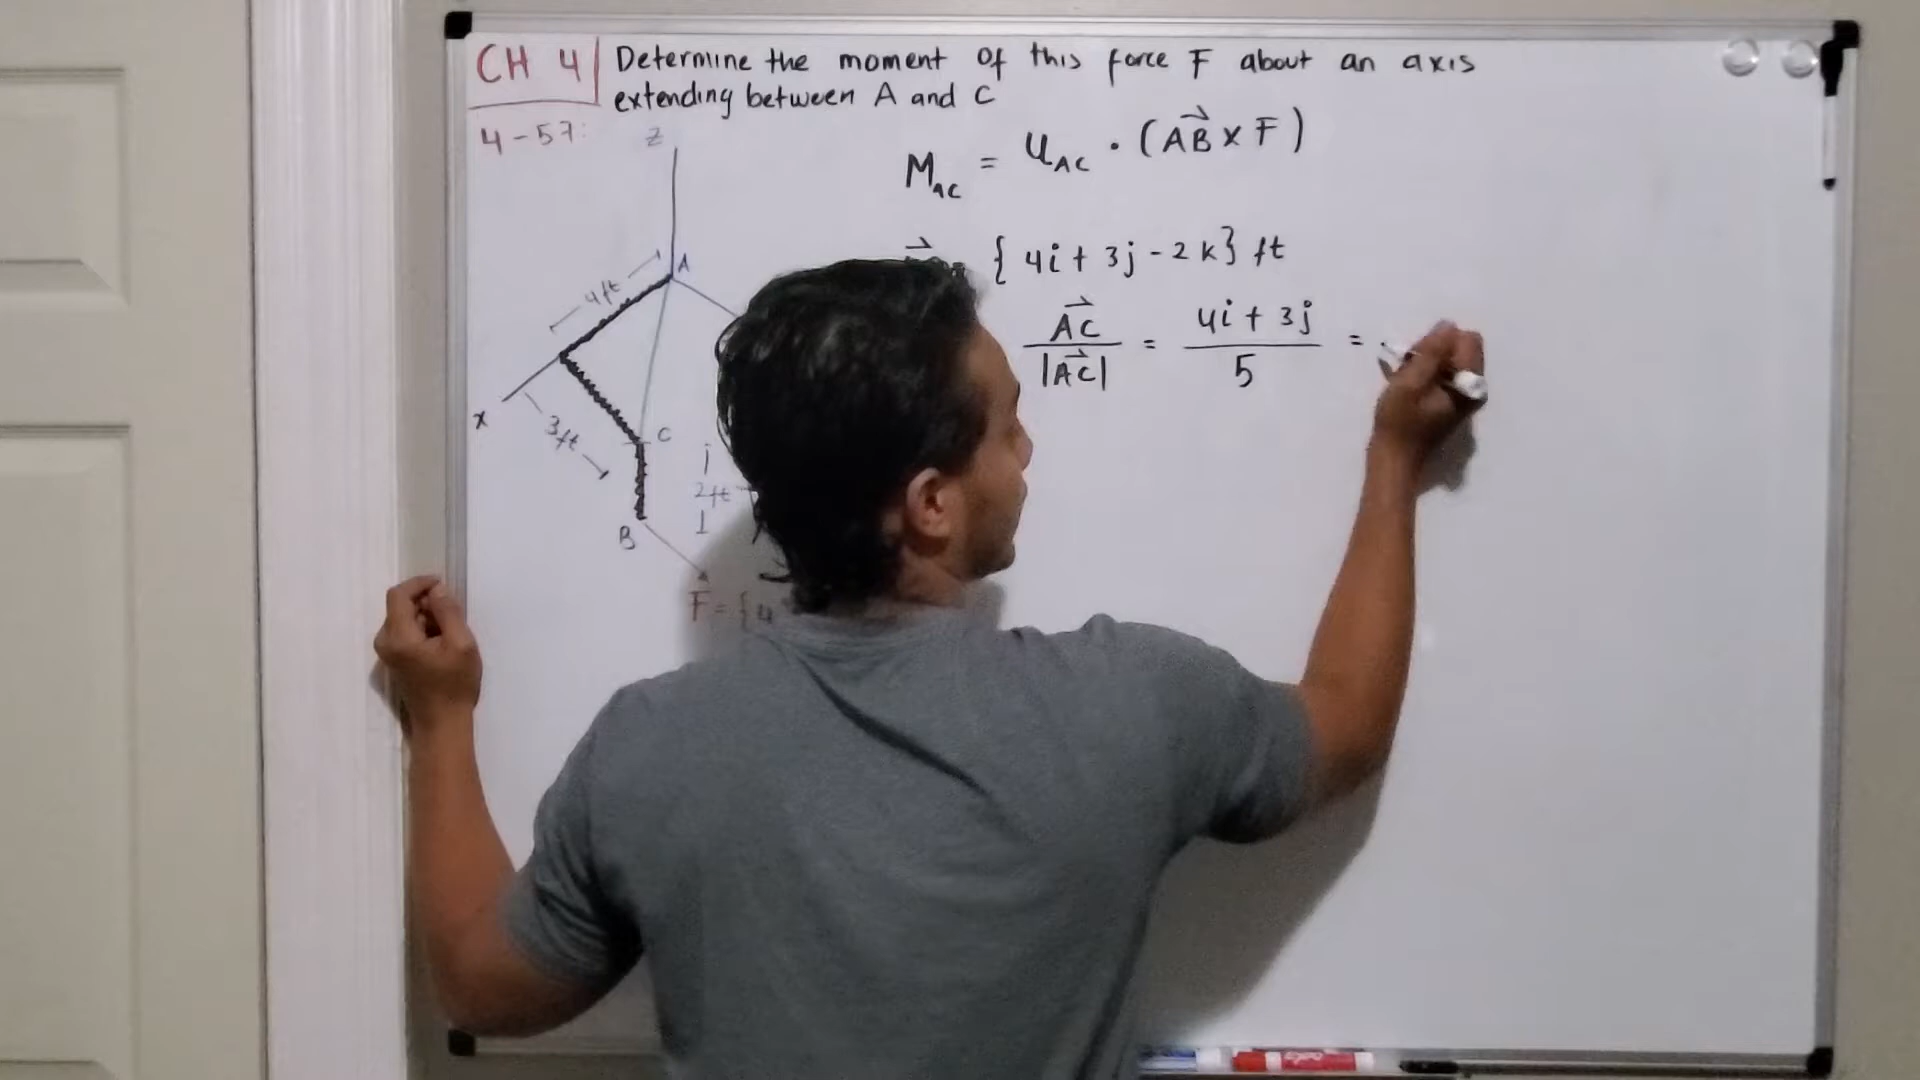 CH 4
Determine the moment of this force F about an axis
extending between A and C
4-57:
M_AC = U_AC · (AB⃗ x F)
{ 4i + 3j - 2k} ft
AC⃗ / |AC⃗| = 4i + 3j / 5 =
Z
A
4ft
X
3ft
C
2ft
B
F = {4